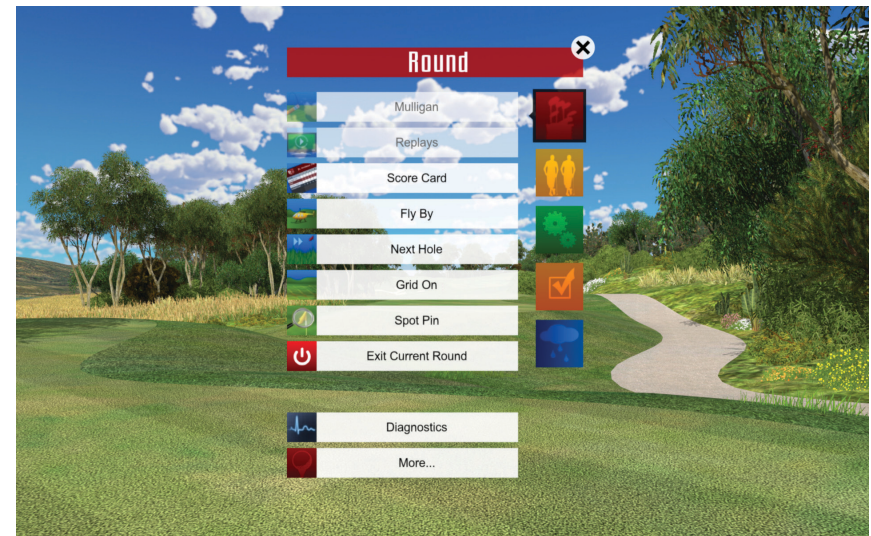 Round
Mulligan
Replays
Score Card
Fly By
Next Hole
Grid On
Spot Pin
Exit Current Round
Diagnostics
More...